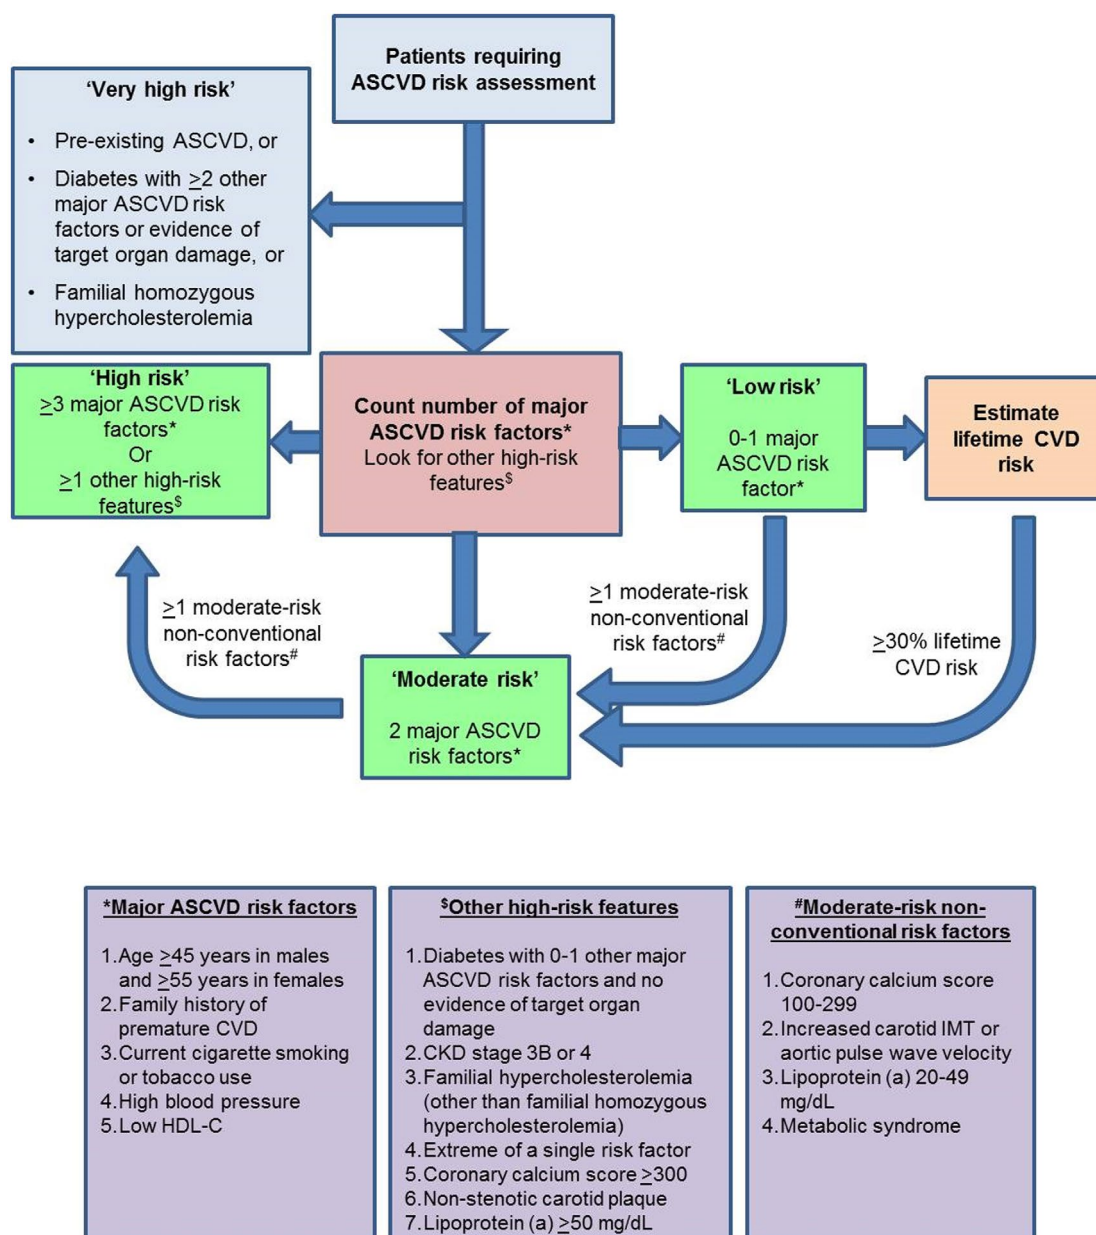 Patients requiring
ASCVD risk assessment
'Very high risk'
• Pre-existing ASCVD, or
• Diabetes with ≥2 other
major ASCVD risk
factors or evidence of
target organ damage, or
• Familial homozygous
hypercholesterolemia
'High risk'
≥3 major ASCVD risk
factors*
Or
≥1 other high-risk
features$
Count number of major
ASCVD risk factors*
Look for other high-risk
features$
'Low risk'
0-1 major
ASCVD risk
factor*
Estimate
lifetime CVD
risk
≥1 moderate-risk
non-conventional
risk factors#
≥1 moderate-risk
non-conventional
risk factors#
≥30% lifetime
CVD risk
'Moderate risk'
2 major ASCVD
risk factors*
*Major ASCVD risk factors
1.Age ≥45 years in males
and ≥55 years in females
2.Family history of
premature CVD
3.Current cigarette smoking
or tobacco use
4.High blood pressure
5.Low HDL-C
$Other high-risk features
1.Diabetes with 0-1 other major
ASCVD risk factors and no
evidence of target organ
damage
2.CKD stage 3B or 4
3.Familial hypercholesterolemia
(other than familial homozygous
hypercholesterolemia)
4.Extreme of a single risk factor
5.Coronary calcium score ≥300
6.Non-stenotic carotid plaque
7.Lipoprotein (a) ≥50 mg/dL
#Moderate-risk non-
conventional risk factors
1.Coronary calcium score
100-299
2.Increased carotid IMT or
aortic pulse wave velocity
3.Lipoprotein (a) 20-49
mg/dL
4.Metabolic syndrome